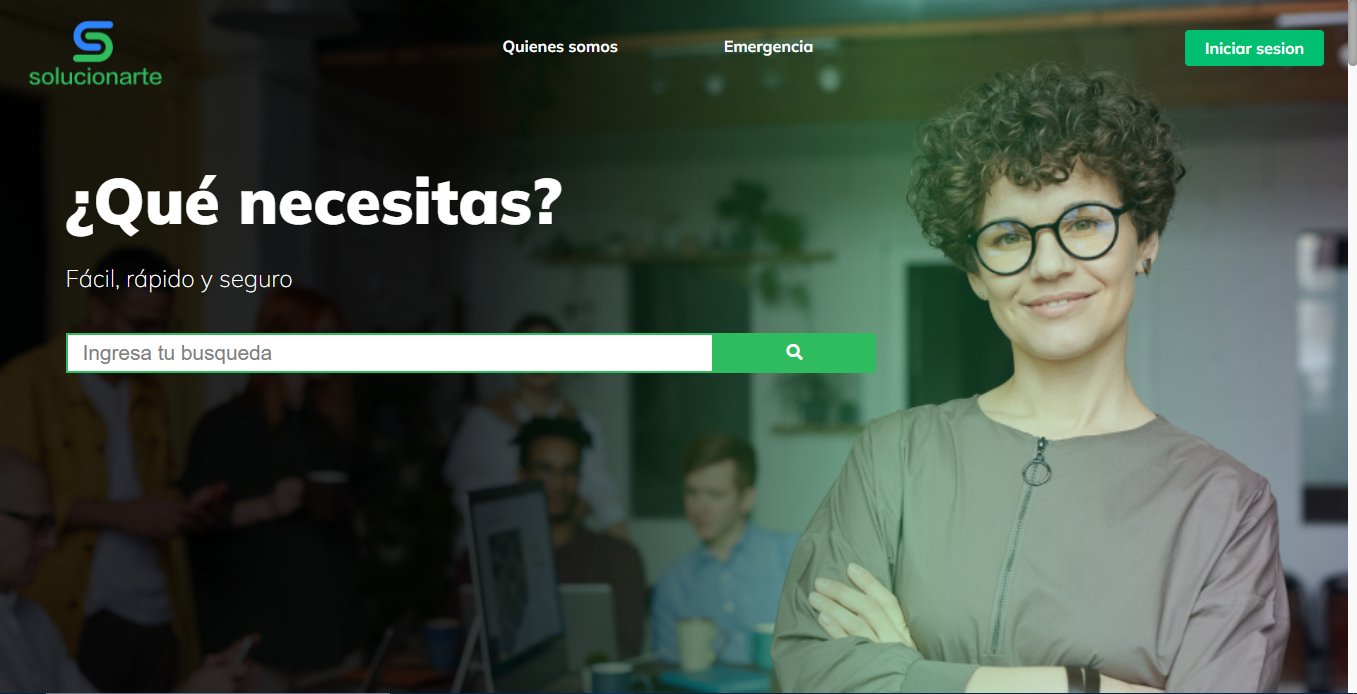 solucionarte
Quienes somos
Emergencia
Iniciar sesion
¿Qué necesitas?
Fácil, rápido y seguro
Ingresa tu busqueda